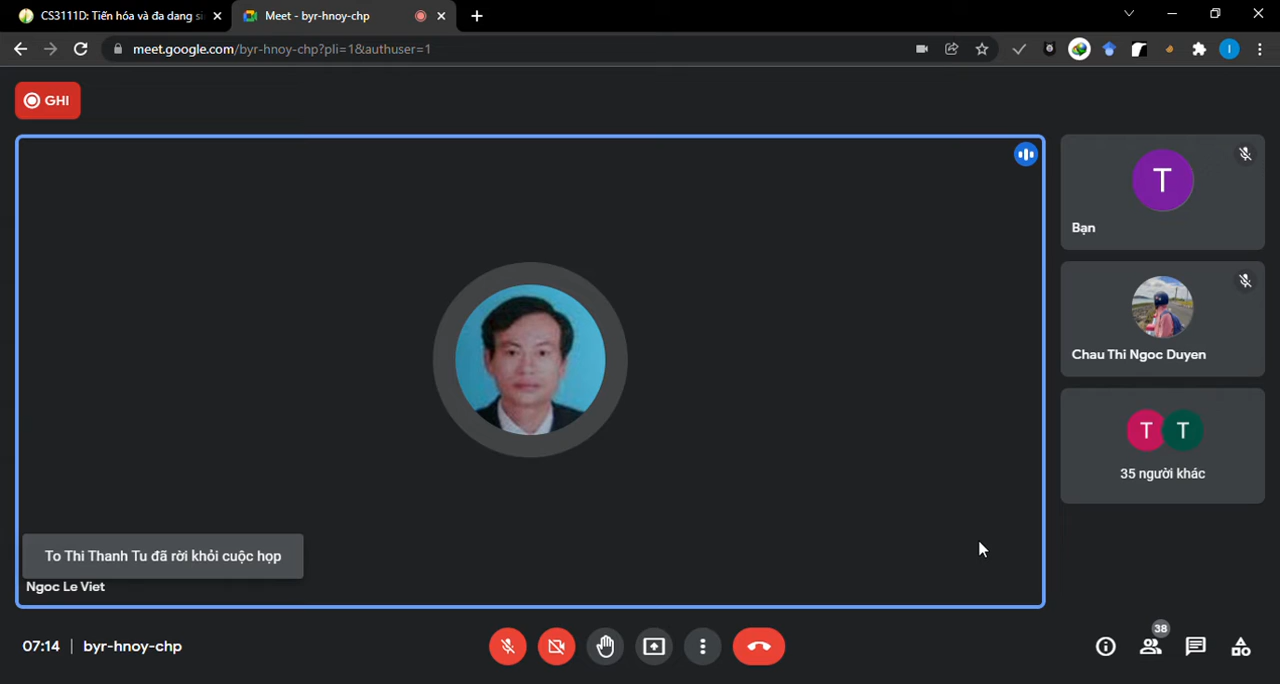 CS3111D: Tiến hóa và đa dang si
Meet - byr-hnoy-chp
meet.google.com/byr-hnoy-chp?pli=1&authuser=1
I
GHI
T
Bạn
Chau Thi Ngoc Duyen
T T
35 người khác
To Thi Thanh Tu đã rời khỏi cuộc họp
Ngoc Le Viet
07:14 | byr-hnoy-chp
38